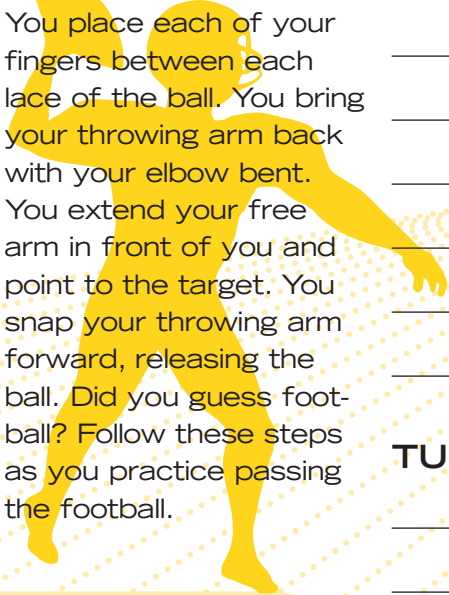 You place each of your
fingers between each
lace of the ball. You bring
your throwing arm back
with your elbow bent.
You extend your free
arm in front of you and
point to the target. You
snap your throwing arm
forward, releasing the
ball. Did you guess foot-
ball? Follow these steps
as you practice passing
the football.
TU